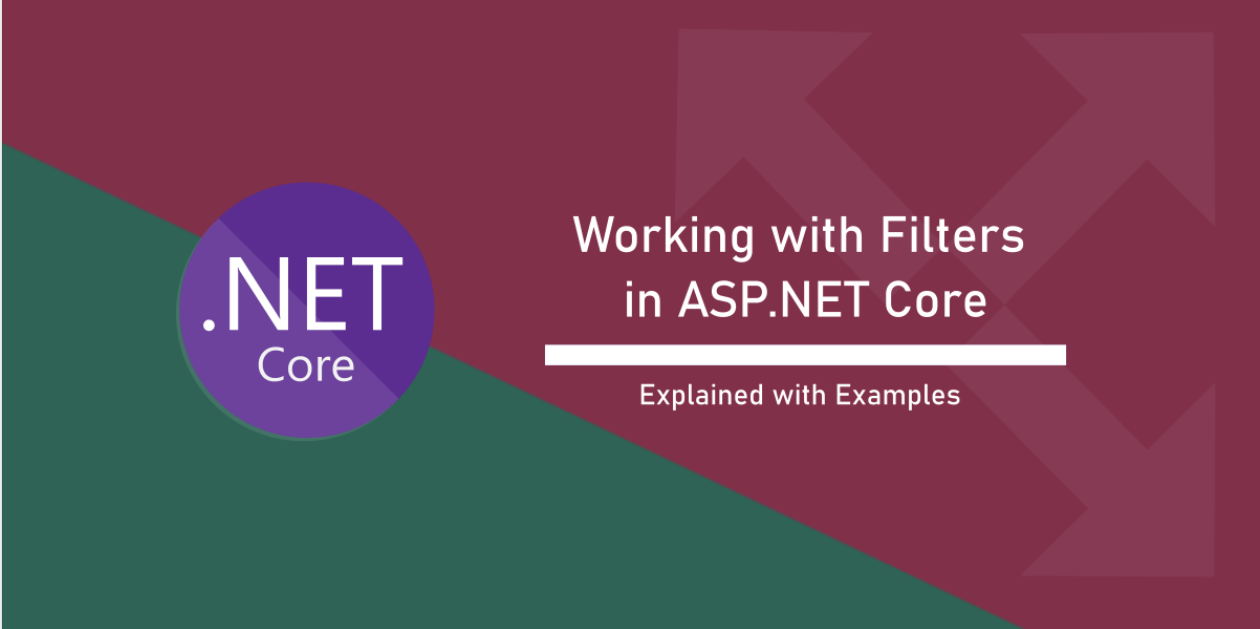 .NET
Core
Working with Filters
in ASP.NET Core
Explained with Examples